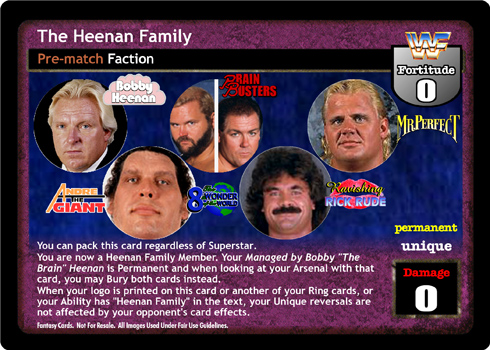 The Heenan Family
WF
Pre-match Faction
Fortitude
0
Bobby
Heenan
BRAIN
BUSTERS
MR.PERFECT
ANDRE
THE
GIANT
The
8th WONDER
of the WORLD
Ravishing
RICK RUDE
permanent
unique
You can pack this card regardless of Superstar.
You are now a Heenan Family Member. Your Managed by Bobby "The
Brain" Heenan is Permanent and when looking at your Arsenal with that
card, you may Bury both cards instead.
When your logo is printed on this card or another of your Ring cards, or
your Ability has "Heenan Family" in the text, your Unique reversals are
not affected by your opponent's card effects.
Damage
0
Fantasy Cards. Not For Resale. All Images Used Under Fair Use Guidelines.